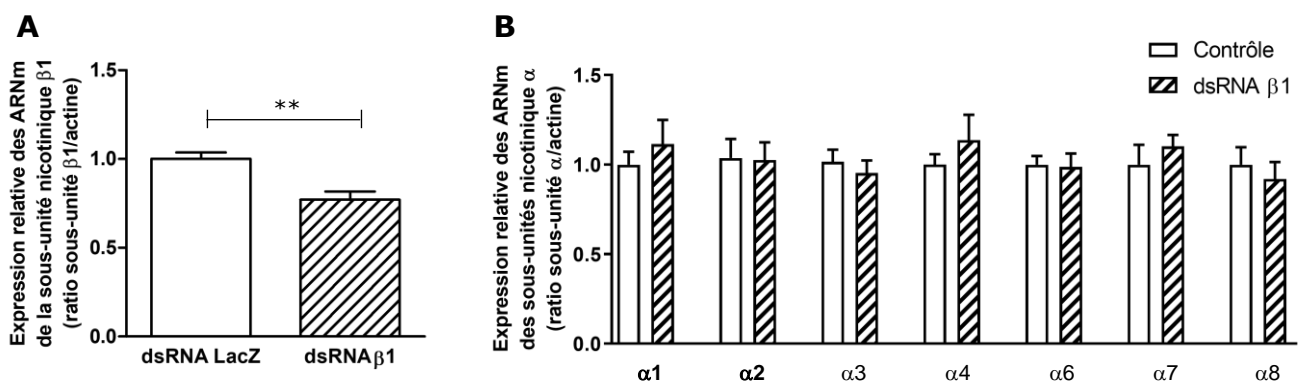 A
Expression relative des ARNm
de la sous-unité nicotinique β1
(ratio sous-unité β1/actine)
1.5
1.0
0.5
0.0
**
dsRNA LacZ
dsRNAβ1
B
Expression relative des ARNm
des sous-unités nicotinique α
(ratio sous-unité α/actine)
1.5
1.0
0.5
0.0
Contrôle
dsRNA β1
α1
α2
α3
α4
α6
α7
α8